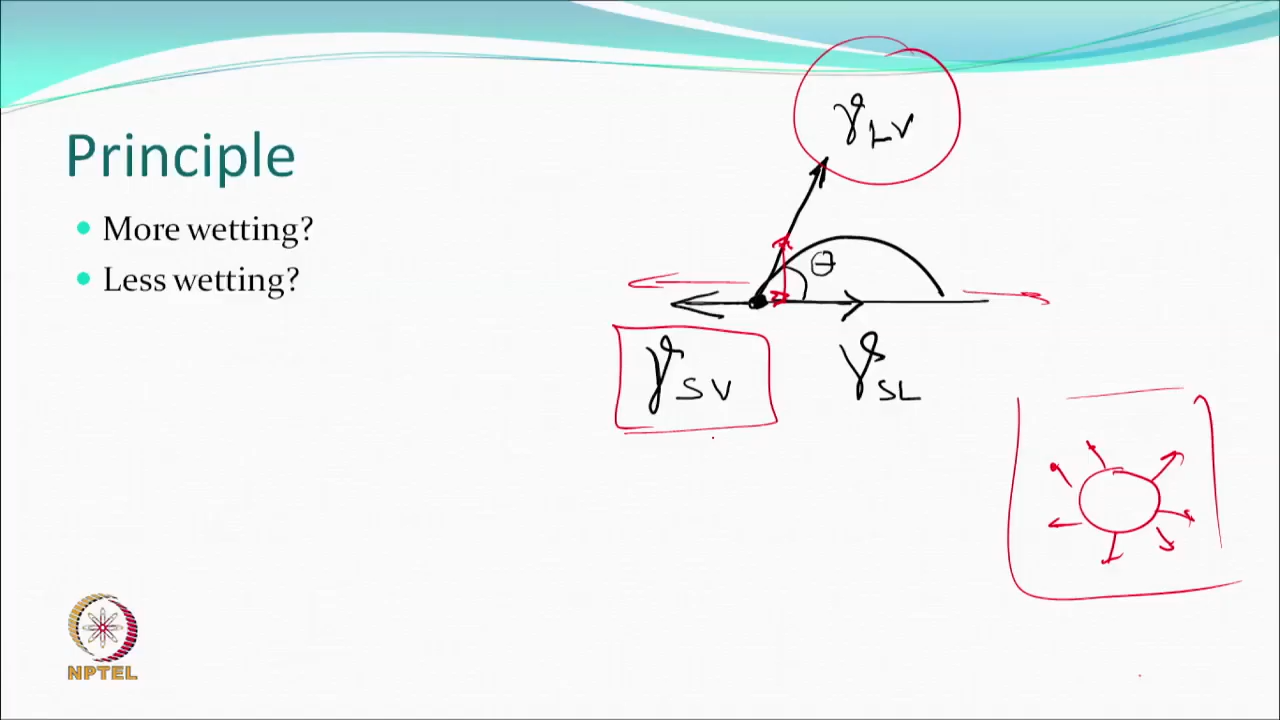 Principle
More wetting?
Less wetting?
γLV
θ
γSV
γSL
NPTEL